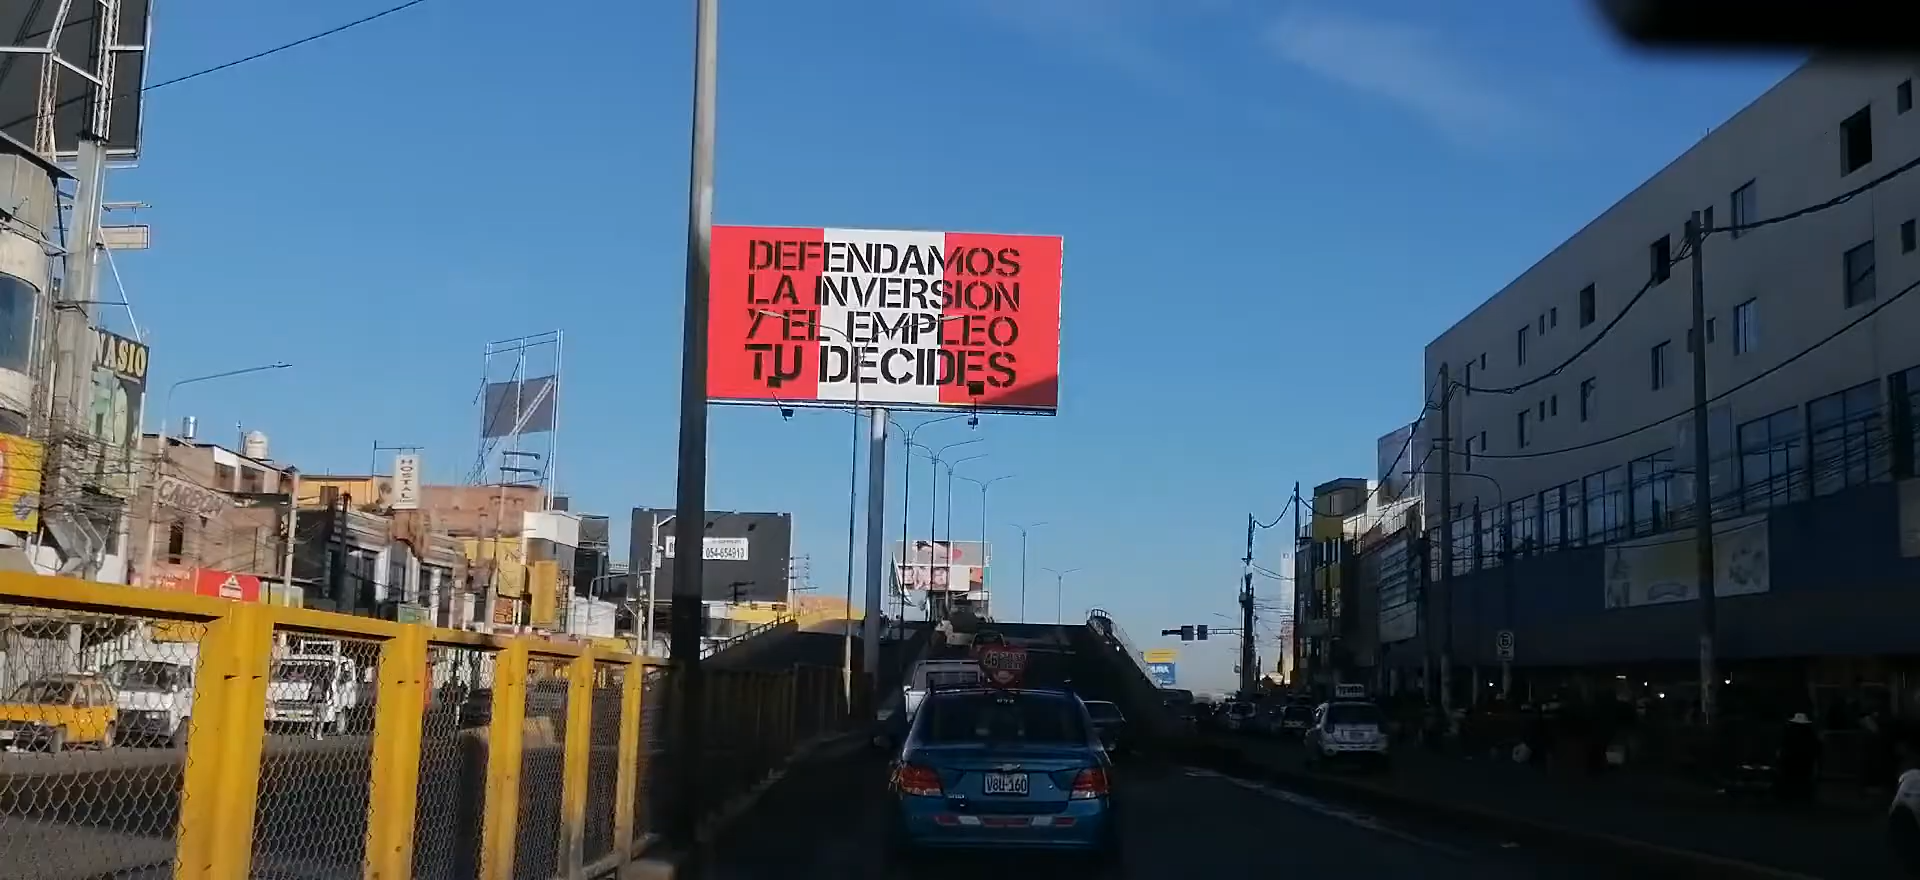 DEFENDAMOS
LA INVERSION
Y EL EMPLEO
TU DECIDES
NASIO
HOSTAL
CARBON
054-654913
V8U-160